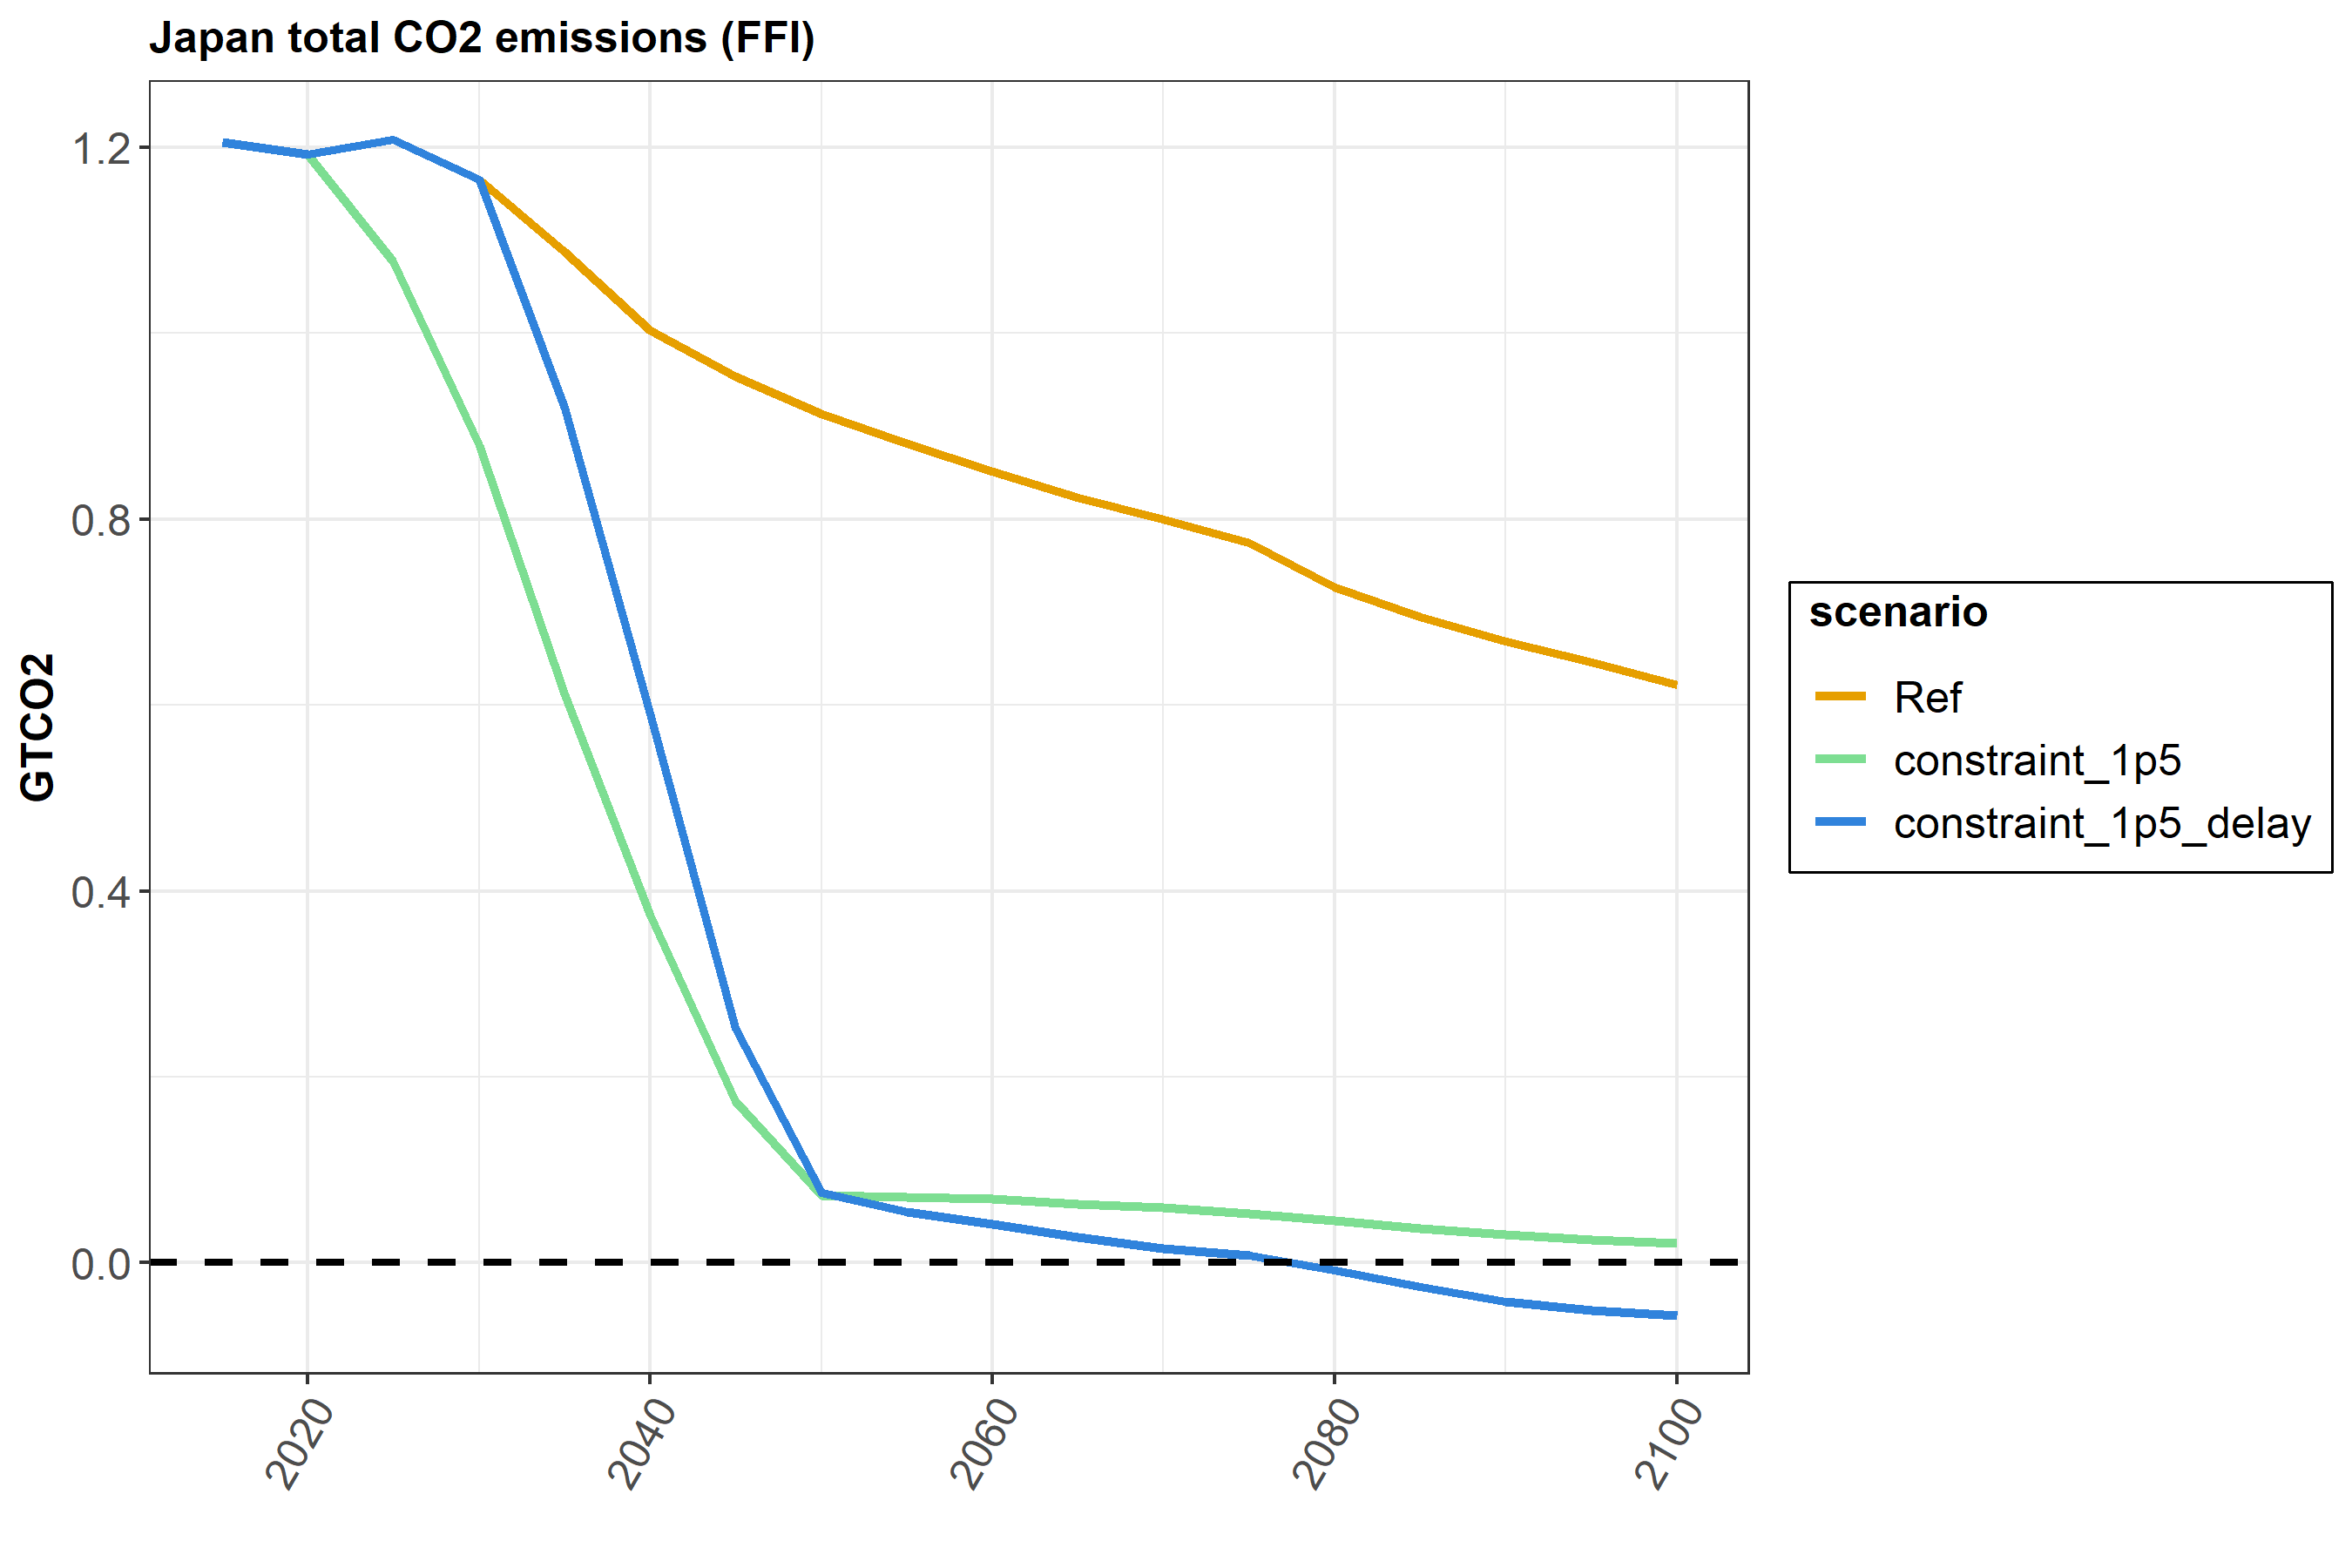 Japan total CO2 emissions (FFI)
GTCO2
1.2
0.8
0.4
0.0
2020
2040
2060
2080
2100
scenario
Ref
constraint_1p5
constraint_1p5_delay